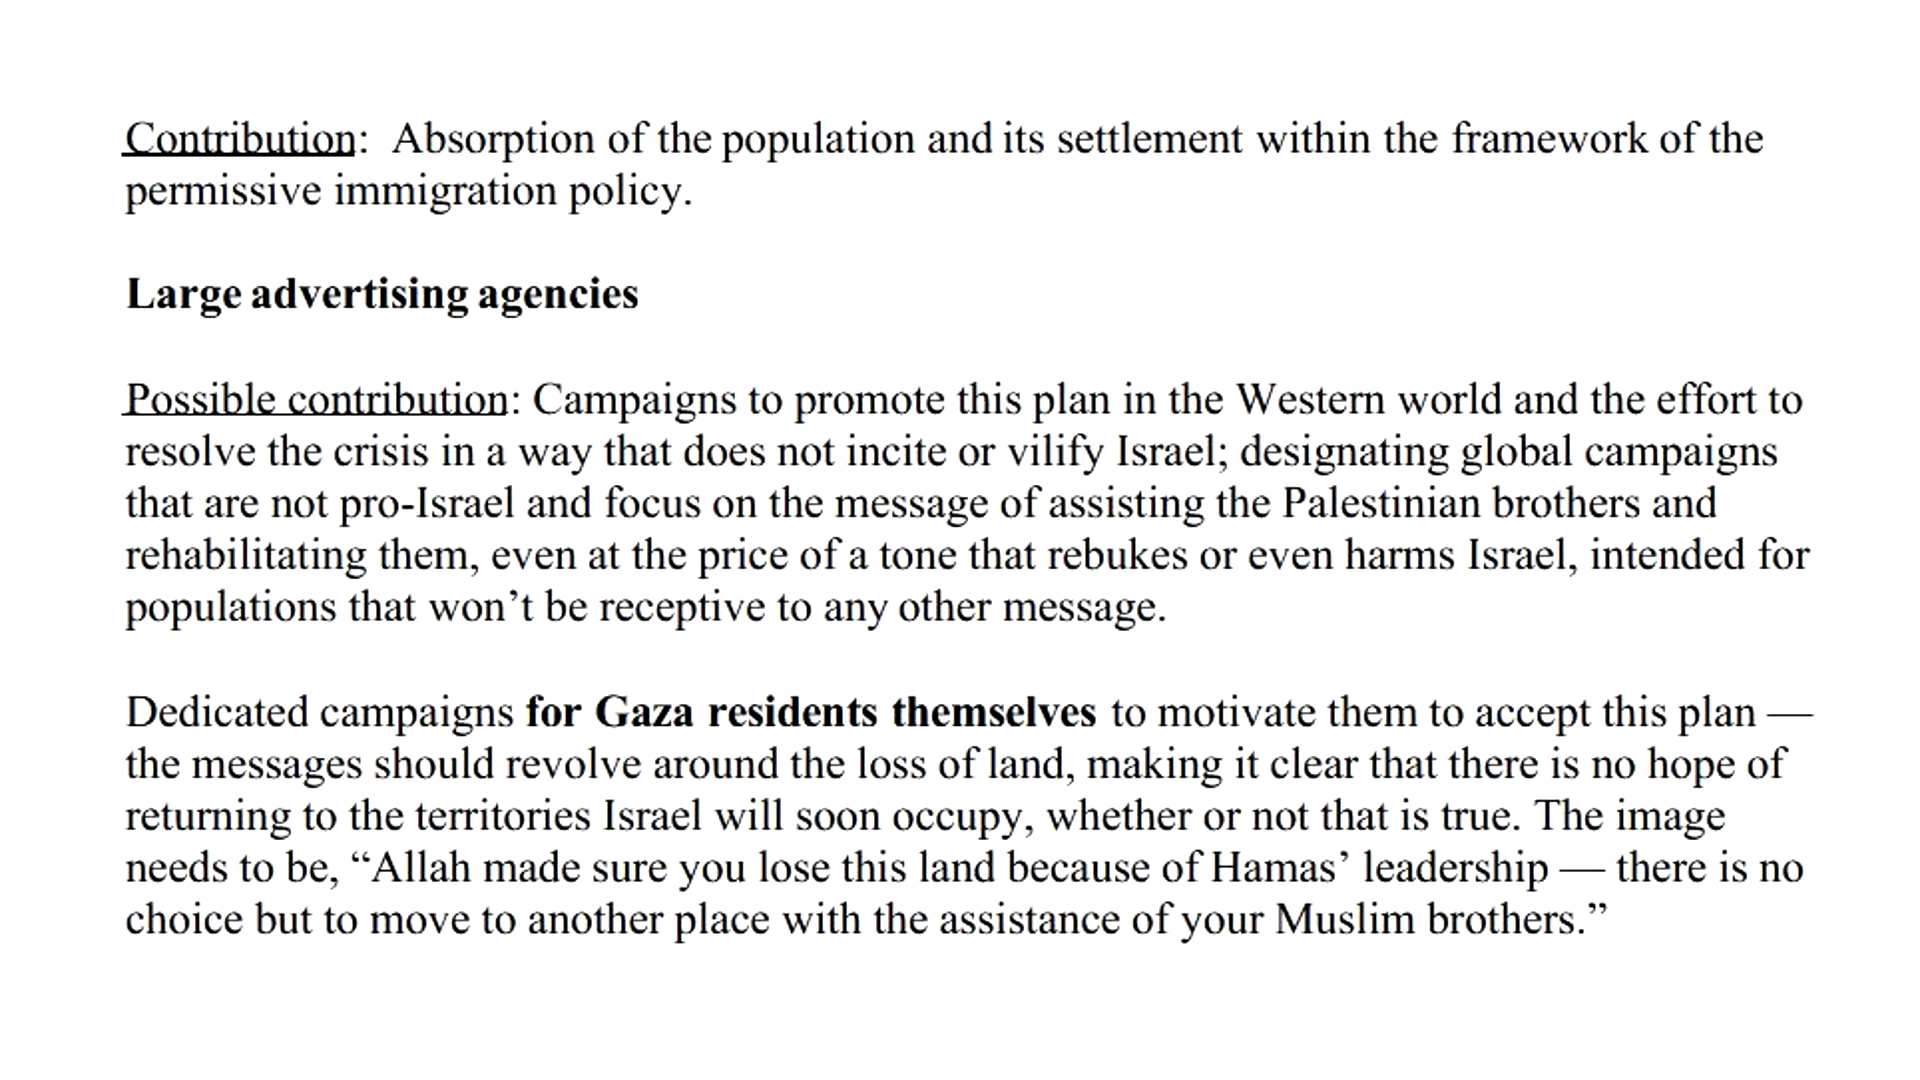 Contribution:  Absorption of the population and its settlement within the framework of the
permissive immigration policy.
Large advertising agencies
Possible contribution: Campaigns to promote this plan in the Western world and the effort to
resolve the crisis in a way that does not incite or vilify Israel; designating global campaigns
that are not pro-Israel and focus on the message of assisting the Palestinian brothers and
rehabilitating them, even at the price of a tone that rebukes or even harms Israel, intended for
populations that won’t be receptive to any other message.
Dedicated campaigns for Gaza residents themselves to motivate them to accept this plan —
the messages should revolve around the loss of land, making it clear that there is no hope of
returning to the territories Israel will soon occupy, whether or not that is true. The image
needs to be, “Allah made sure you lose this land because of Hamas’ leadership — there is no
choice but to move to another place with the assistance of your Muslim brothers.”